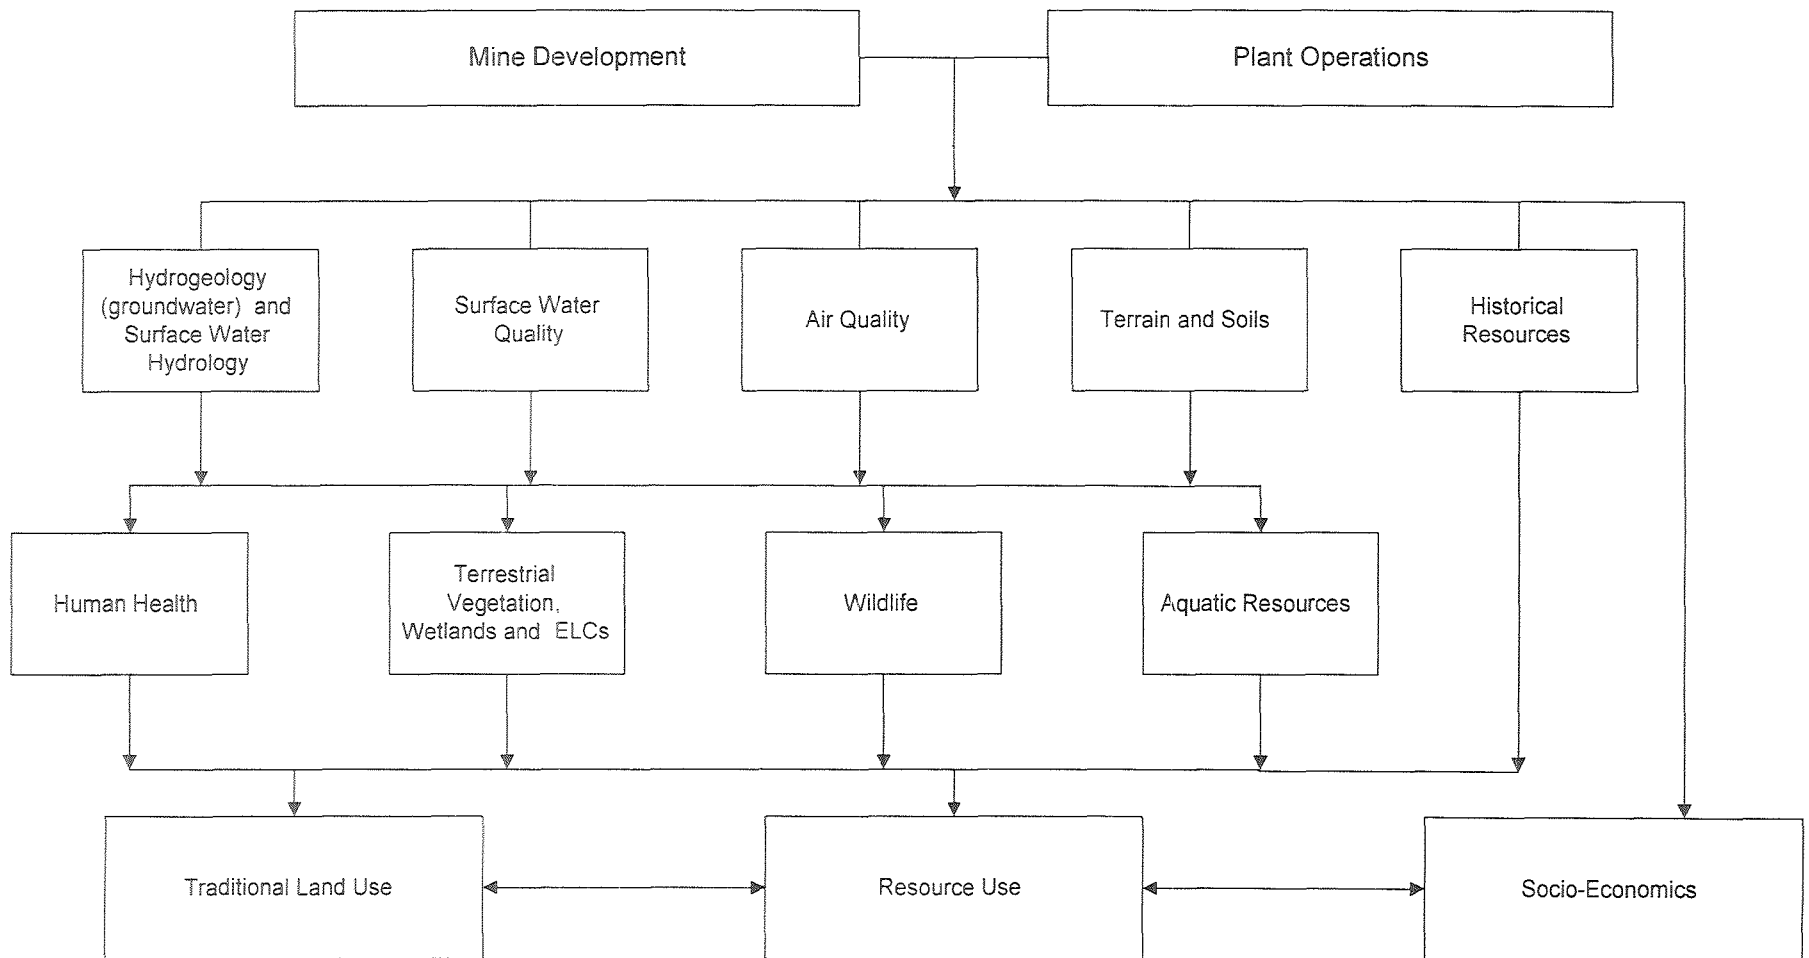 Mine Development
Plant Operations
Hydrogeology
(groundwater) and
Surface Water
Hydrology
Surface Water
Quality
Air Quality
Terrain and Soils
Historical
Resources
Human Health
Terrestrial
Vegetation,
Wetlands and ELCs
Wildlife
Aquatic Resources
Traditional Land Use
Resource Use
Socio-Economics